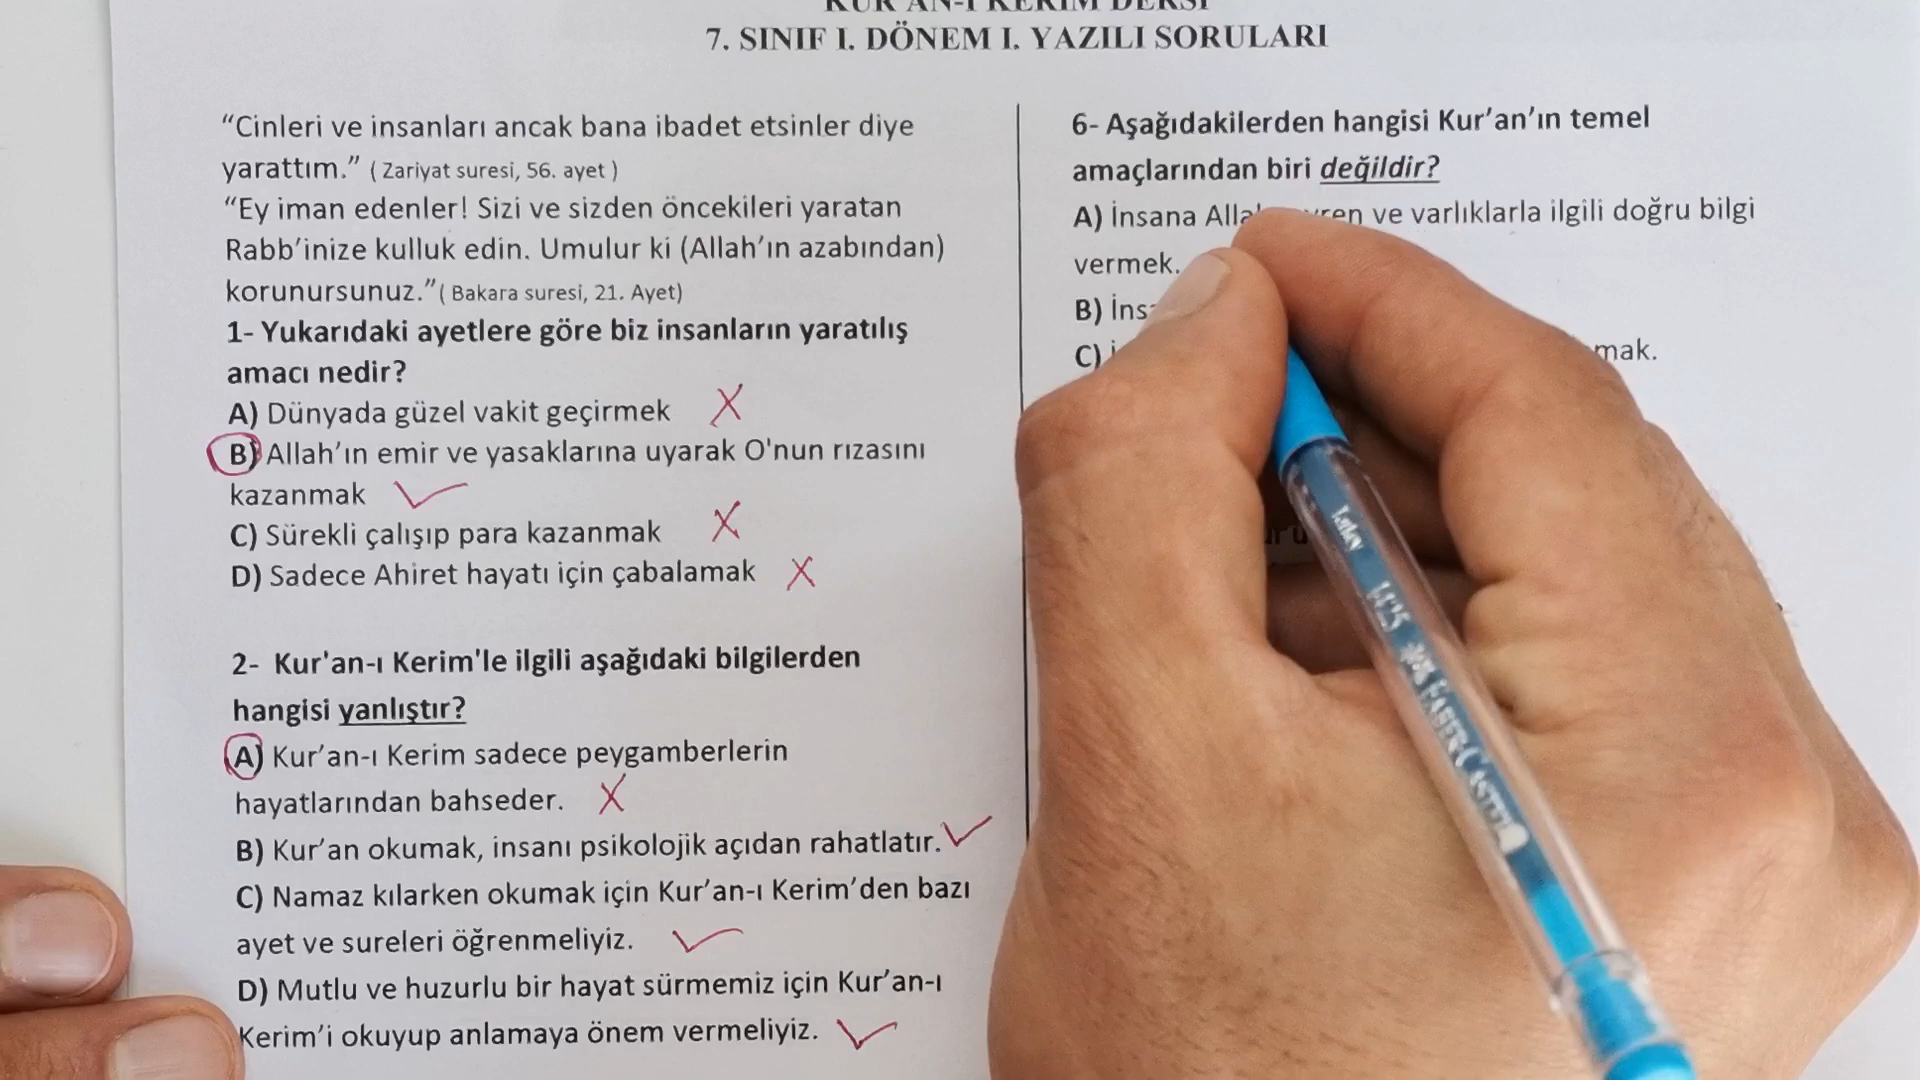 KUR'AN-I KERİM DERSİ
7. SINIF I. DÖNEM I. YAZILI SORULARI
“Cinleri ve insanları ancak bana ibadet etsinler diye
yarattım.” ( Zariyat suresi, 56. ayet )
“Ey iman edenler! Sizi ve sizden öncekileri yaratan
Rabb’inize kulluk edin. Umulur ki (Allah’ın azabından)
korunursunuz.”( Bakara suresi, 21. Ayet)
1- Yukarıdaki ayetlere göre biz insanların yaratılış
amacı nedir?
A) Dünyada güzel vakit geçirmek
B) Allah’ın emir ve yasaklarına uyarak O'nun rızasını
kazanmak
C) Sürekli çalışıp para kazanmak
D) Sadece Ahiret hayatı için çabalamak
2- Kur'an-ı Kerim'le ilgili aşağıdaki bilgilerden
hangisi yanlıştır?
A) Kur’an-ı Kerim sadece peygamberlerin
hayatlarından bahseder.
B) Kur’an okumak, insanı psikolojik açıdan rahatlatır.
C) Namaz kılarken okumak için Kur’an-ı Kerim’den bazı
ayet ve sureleri öğrenmeliyiz.
D) Mutlu ve huzurlu bir hayat sürmemiz için Kur’an-ı
Kerim’i okuyup anlamaya önem vermeliyiz.
6- Aşağıdakilerden hangisi Kur’an’ın temel
amaçlarından biri değildir?
A) İnsana ve varlıklarla ilgili doğru bilgi
vermek.
B)
C)
1425 FABER-CASTELL